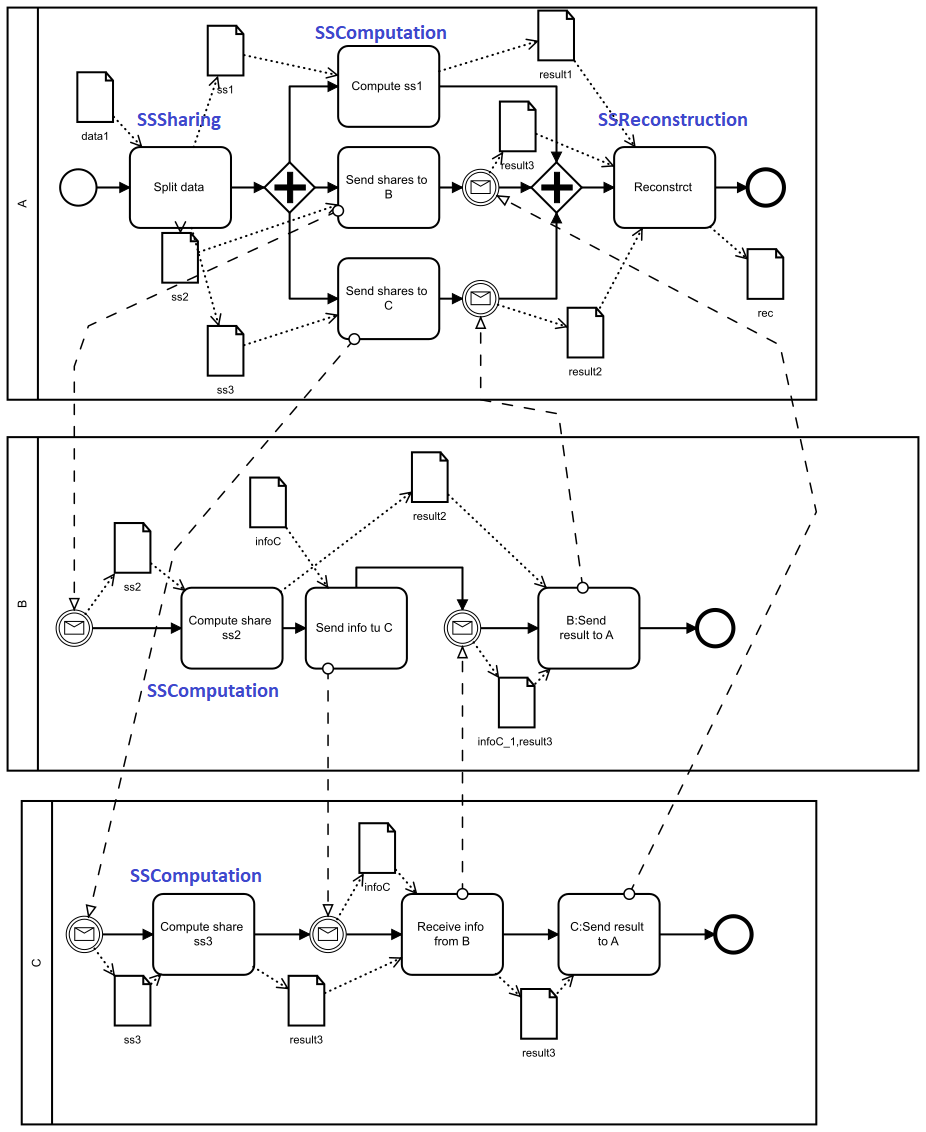 SSComputation
ss1
result1
data1
SSSharing
SSReconstruction
Compute ss1
result3
A
Split data
Send shares to
B
Reconstrct
ss2
Send shares to
C
rec
ss3
result2
B
infoC
result2
ss2
Compute share
ss2
Send info tu C
B:Send
result to A
SSComputation
infoC_1,result3
C
SSComputation
infoC
Compute share
ss3
Receive info
from B
C:Send result
to A
ss3
result3
result3